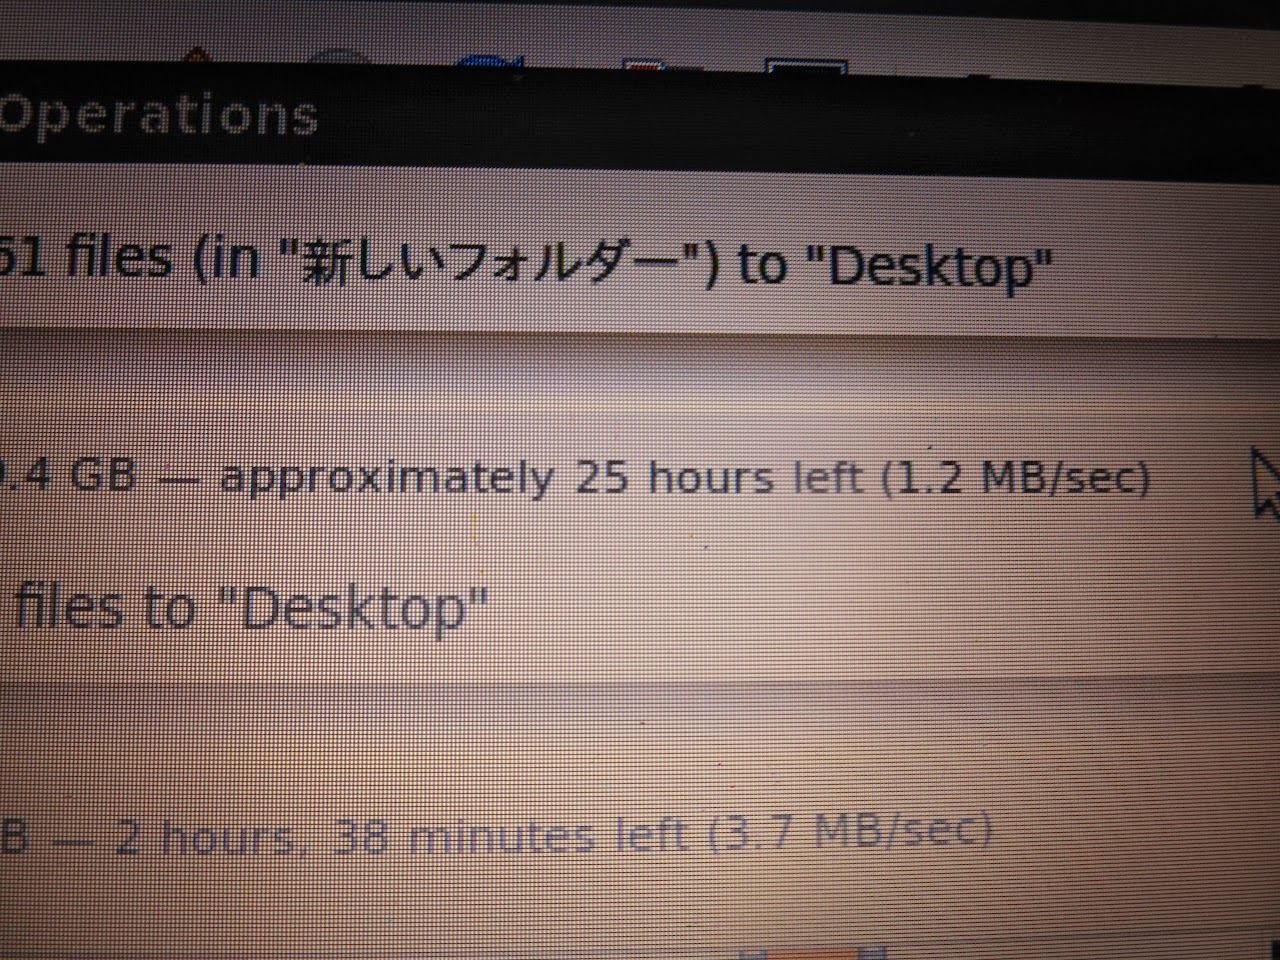 Operations
51 files (in "新しいフォルダー") to "Desktop"
.4 GB — approximately 25 hours left (1.2 MB/sec)
files to "Desktop"
B — 2 hours, 38 minutes left (3.7 MB/sec)